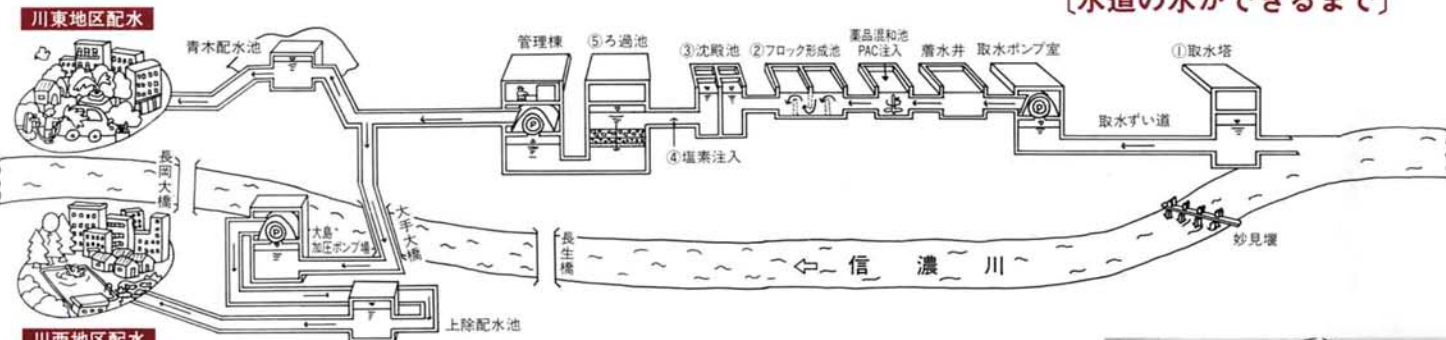 〔水道の水ができるまで〕
川東地区配水
青木配水池
管理棟
⑤ろ過池
③沈殿池
②フロック形成池
薬品混和池
PAC注入
着水井
取水ポンプ室
①取水塔
取水ずい道
④塩素注入
P
P
長岡大橋
大手大橋
長生橋
妙見堰
⇦信濃川
P
大島
加圧ポンプ場
上除配水池
川西地区配水